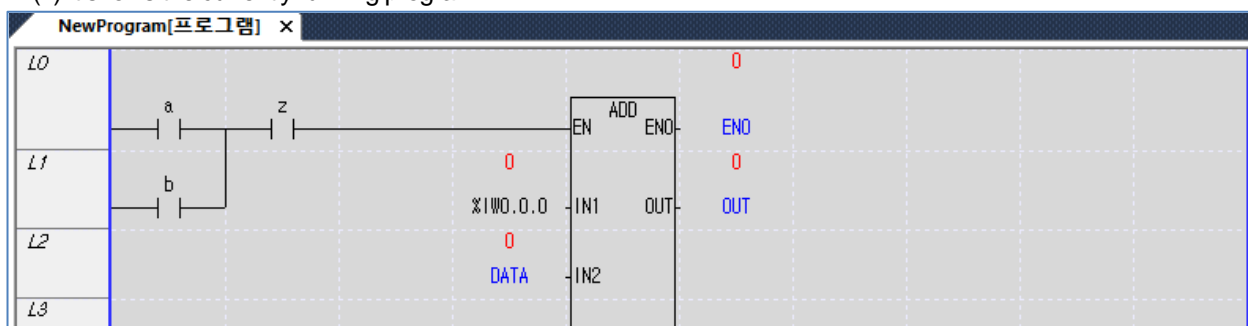 NewProgram[프로그램] ×
L0
0
a
z
ADD
EN
ENO
ENO
L1
0
0
b
%IW0.0.0
IN1
OUT
OUT
L2
0
DATA
IN2
L3